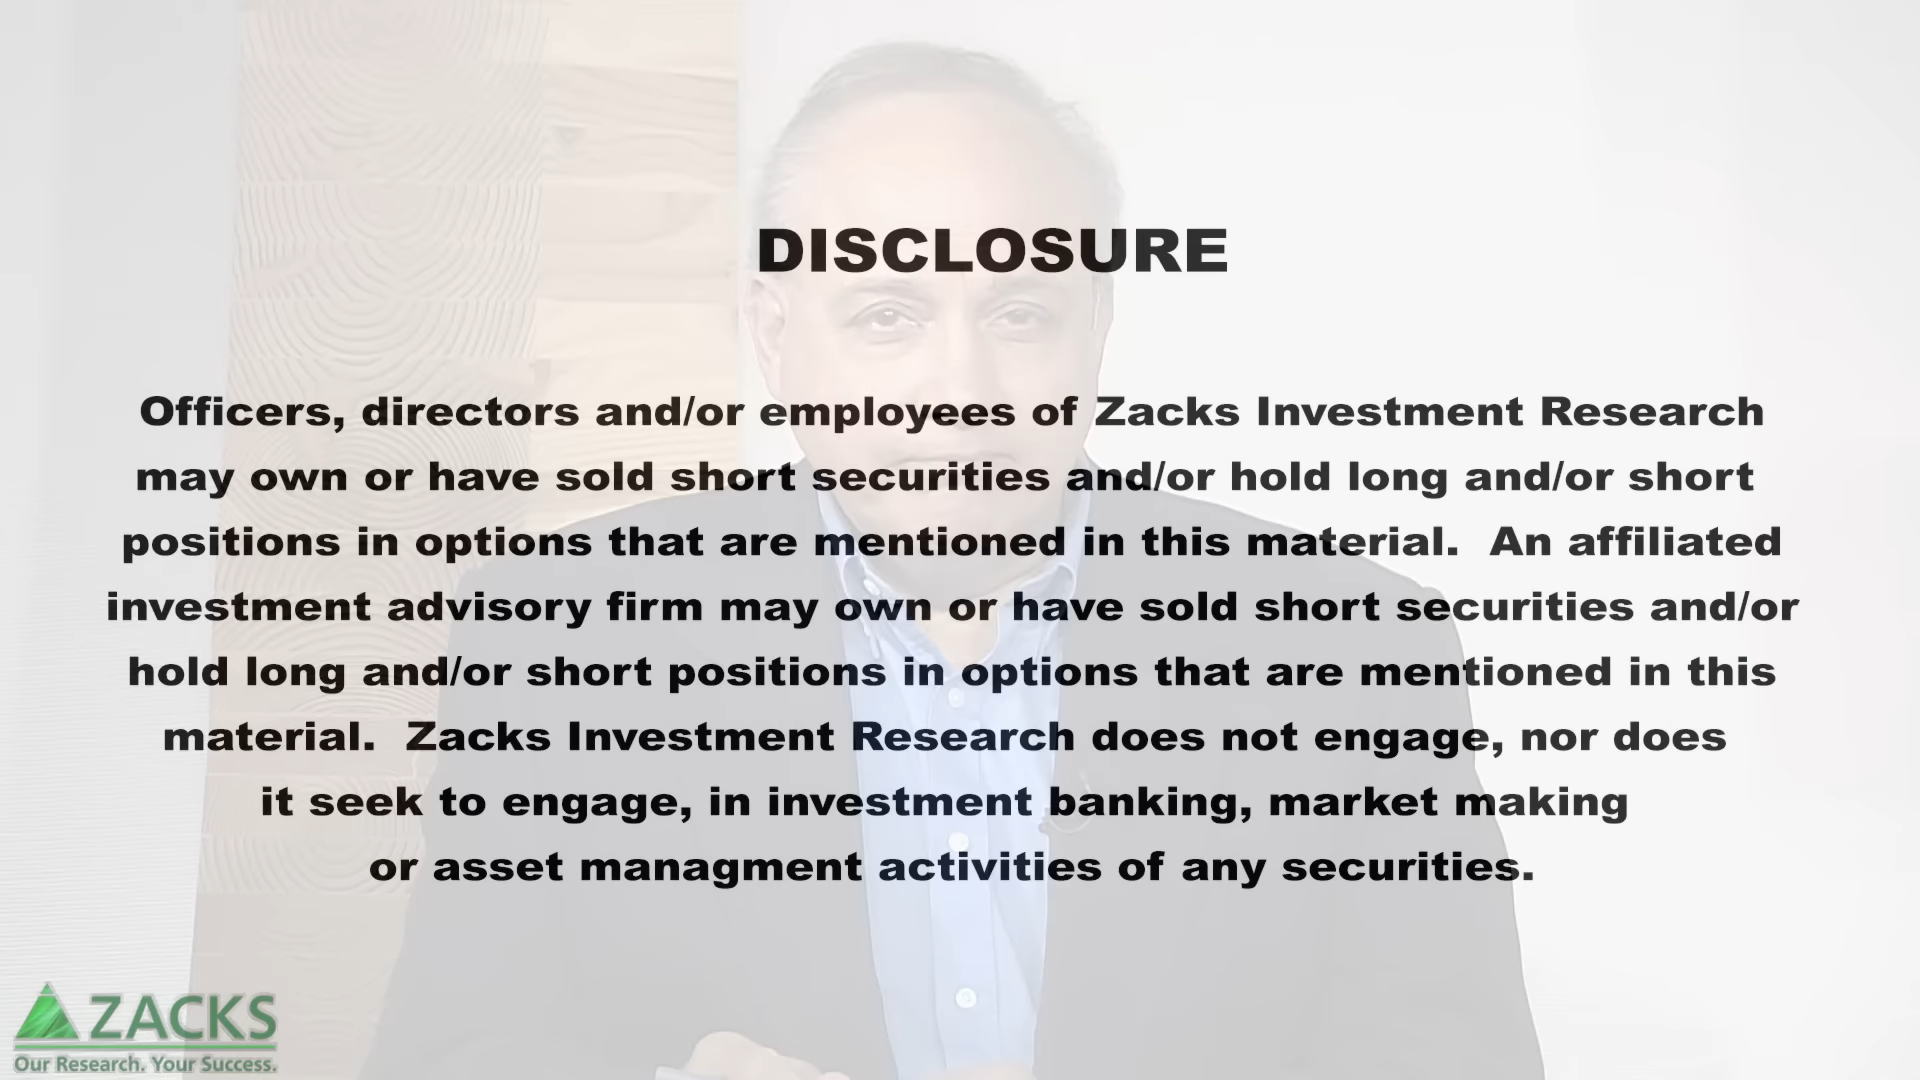 DISCLOSURE
Officers, directors and/or employees of Zacks Investment Research
may own or have sold short securities and/or hold long and/or short
positions in options that are mentioned in this material.  An affiliated
investment advisory firm may own or have sold short securities and/or
hold long and/or short positions in options that are mentioned in this
material.  Zacks Investment Research does not engage, nor does
it seek to engage, in investment banking, market making
or asset managment activities of any securities.
ZACKS
Our Research. Your Success.